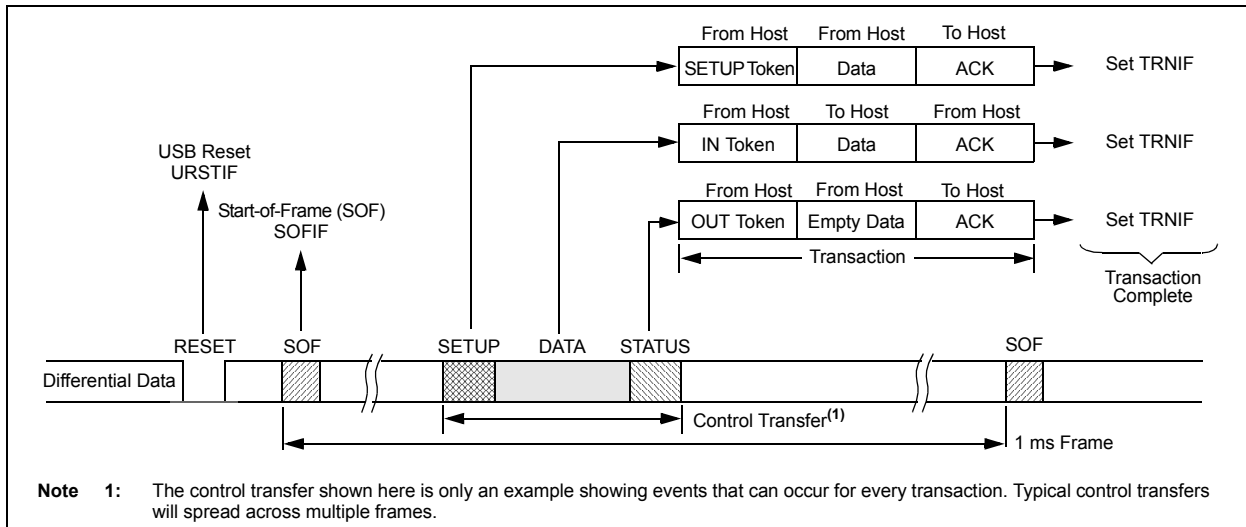 From Host From Host To Host
SETUP Token Data ACK Set TRNIF
From Host To Host From Host
IN Token Data ACK Set TRNIF
From Host From Host To Host
OUT Token Empty Data ACK Set TRNIF
Transaction
Transaction
Complete
USB Reset
URSTIF
Start-of-Frame (SOF)
SOFIF
RESET SOF SETUP DATA STATUS SOF
Differential Data
Control Transfer(1)
1 ms Frame
Note 1: The control transfer shown here is only an example showing events that can occur for every transaction. Typical control transfers
will spread across multiple frames.